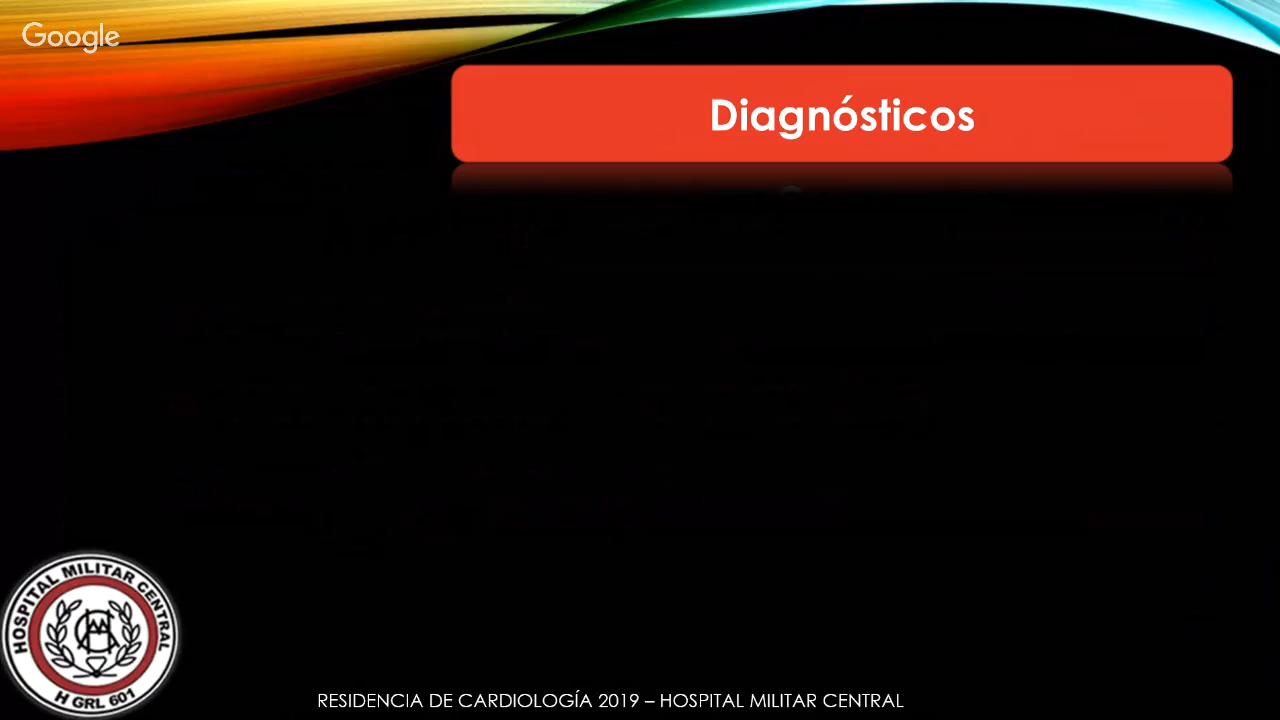 Google
Diagnósticos
HOSPITAL MILITAR CENTRAL
H GRL 601
RESIDENCIA DE CARDIOLOGÍA 2019 – HOSPITAL MILITAR CENTRAL